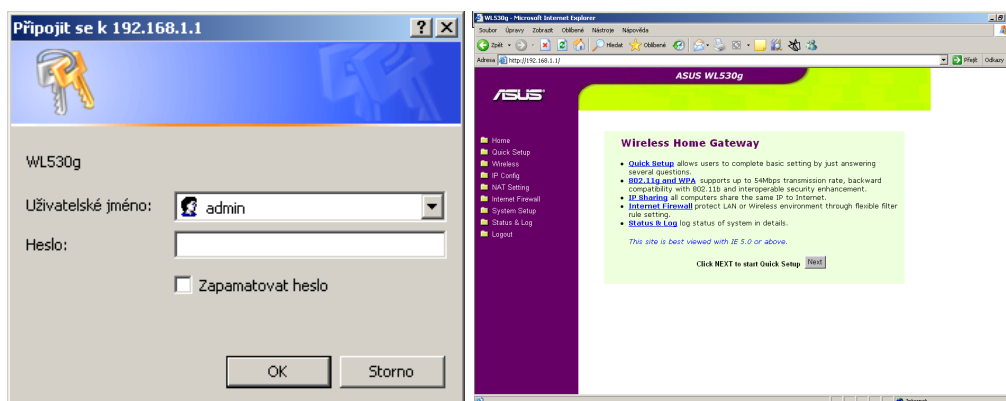 Připojit se k 192.168.1.1
WL530g
Uživatelské jméno:
admin
Heslo:
Zapamatovat heslo
OK
Storno
WL530g - Microsoft Internet Explorer
Soubor Úpravy Zobrazit Oblíbené Nástroje Nápověda
Zpět
Hledat
Oblíbené
Adresa
http://192.168.1.1/
Přejít
Odkazy
ASUS WL530g
ASUS
Home
Quick Setup
Wireless
IP Config
NAT Setting
Internet Firewall
System Setup
Status & Log
Logout
Wireless Home Gateway
Quick Setup allows users to complete basic setting by just answering
several questions.
802.11g and WPA supports up to 54Mbps transmission rate, backward
compatibility with 802.11b and interoperable security enhancement.
IP Sharing all computers share the same IP to Internet.
Internet Firewall protect LAN or Wireless environment through flexible filter
rule setting.
Status & Log log status of system in details.
This site is best viewed with IE 5.0 or above.
Click NEXT to start Quick Setup
Next
Internet